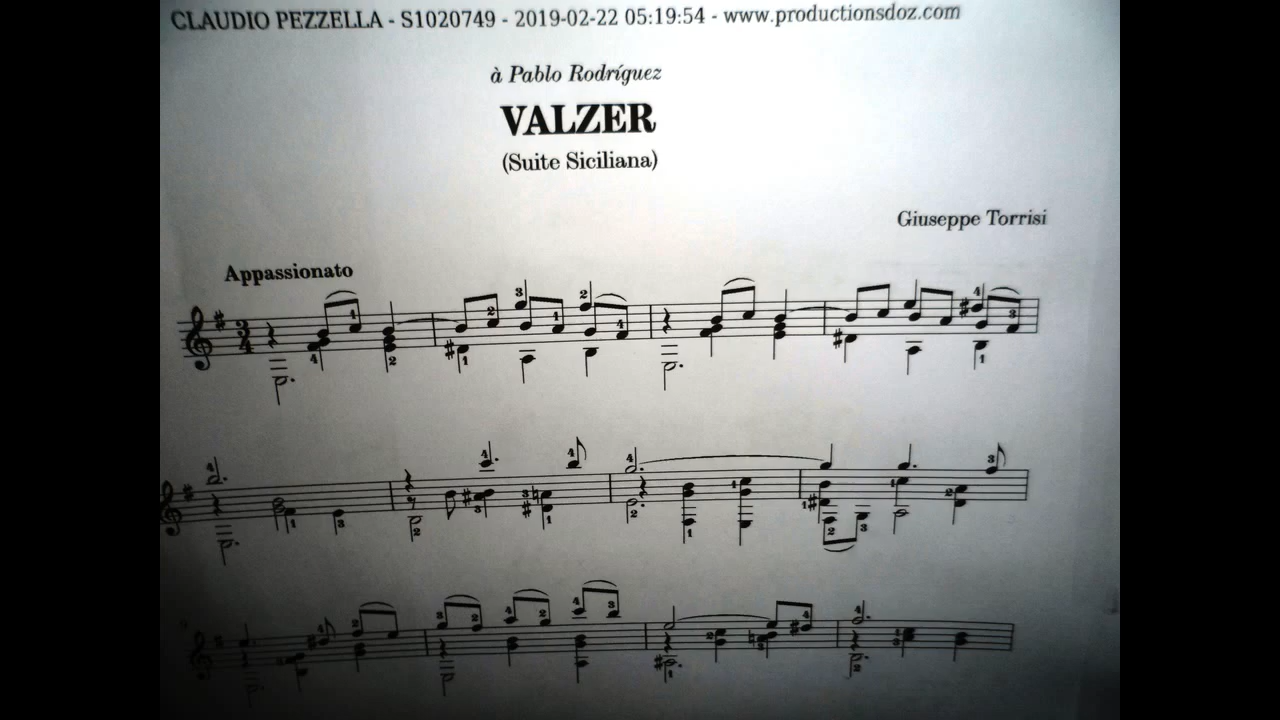 CLAUDIO PEZZELLA - S1020749 - 2019-02-22 05:19:54 - www.productionsdoz.com
à Pablo Rodríguez
VALZER
(Suite Siciliana)
Giuseppe Torrisi
Appassionato